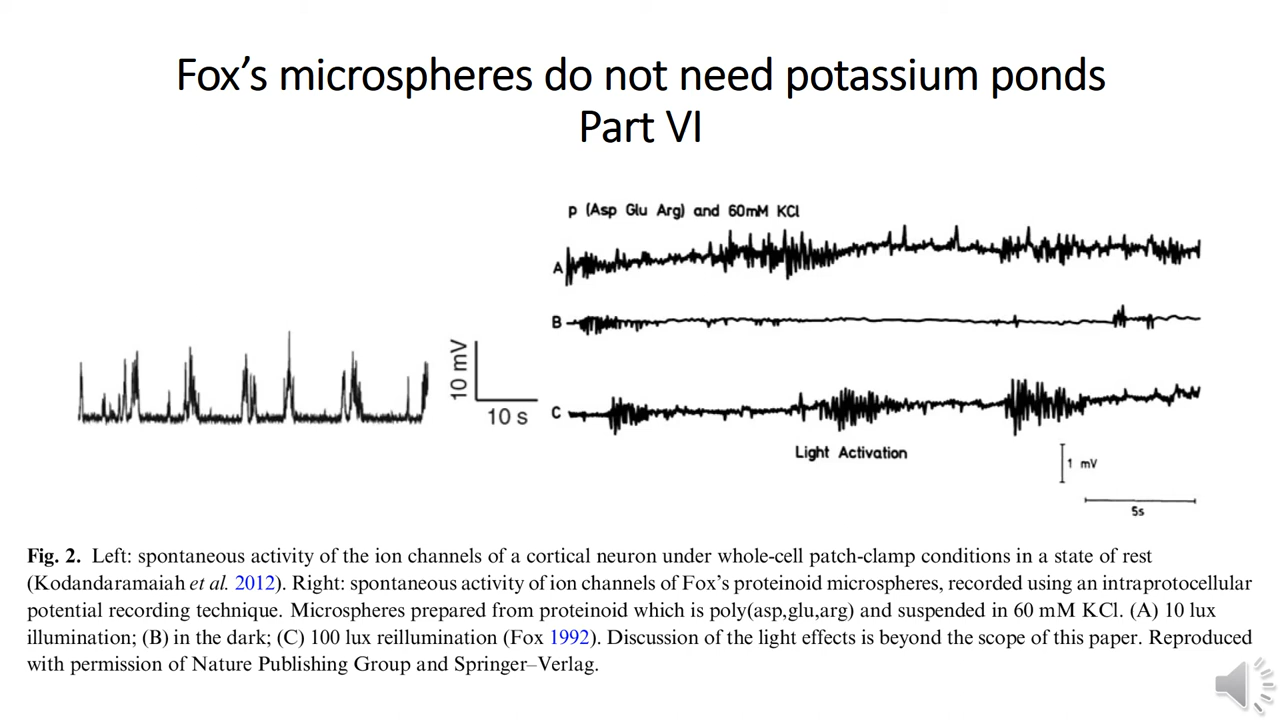 Fox’s microspheres do not need potassium ponds
Part VI
p (Asp Glu Arg) and 60mM KCl
A
B
10 mV
10 s
C
Light Activation
1 mV
5s
Fig. 2. Left: spontaneous activity of the ion channels of a cortical neuron under whole-cell patch-clamp conditions in a state of rest
(Kodandaramaiah et al. 2012). Right: spontaneous activity of ion channels of Fox’s proteinoid microspheres, recorded using an intraprotocellular
potential recording technique. Microspheres prepared from proteinoid which is poly(asp,glu,arg) and suspended in 60 mM KCl. (A) 10 lux
illumination; (B) in the dark; (C) 100 lux reillumination (Fox 1992). Discussion of the light effects is beyond the scope of this paper. Reproduced
with permission of Nature Publishing Group and Springer–Verlag.